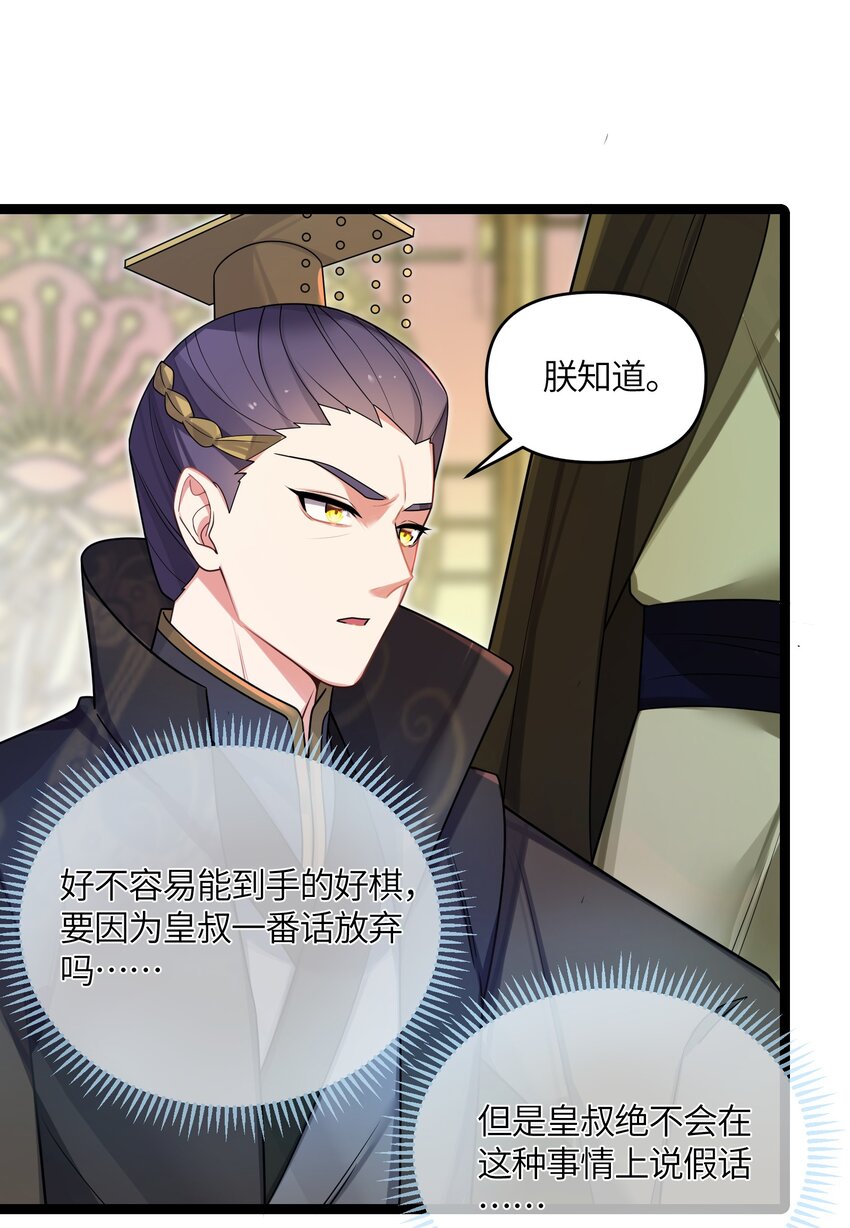 朕知道。
好不容易能到手的好棋，
要因为皇叔一番话放弃
吗······
但是皇叔绝不会在
这种事情上说假话
······